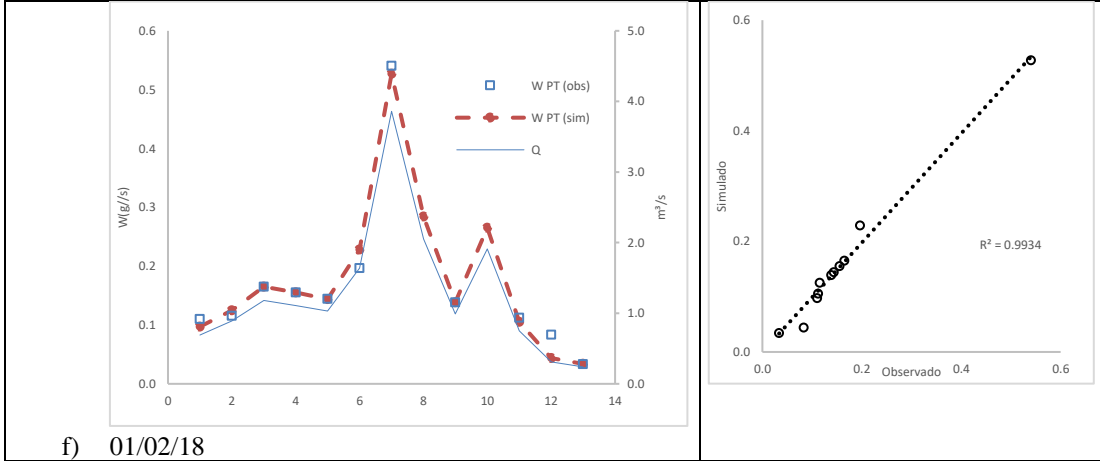 0.6
0.5
0.4
0.3
0.2
0.1
0.0
W(g//s)
5.0
4.0
3.0
2.0
1.0
0.0
m³/s
0 2 4 6 8 10 12 14
W PT (obs)
W PT (sim)
Q
0.6
0.4
0.2
0.0
Simulado
R² = 0.9934
0.0 0.2 0.4 0.6
Observado
f) 01/02/18